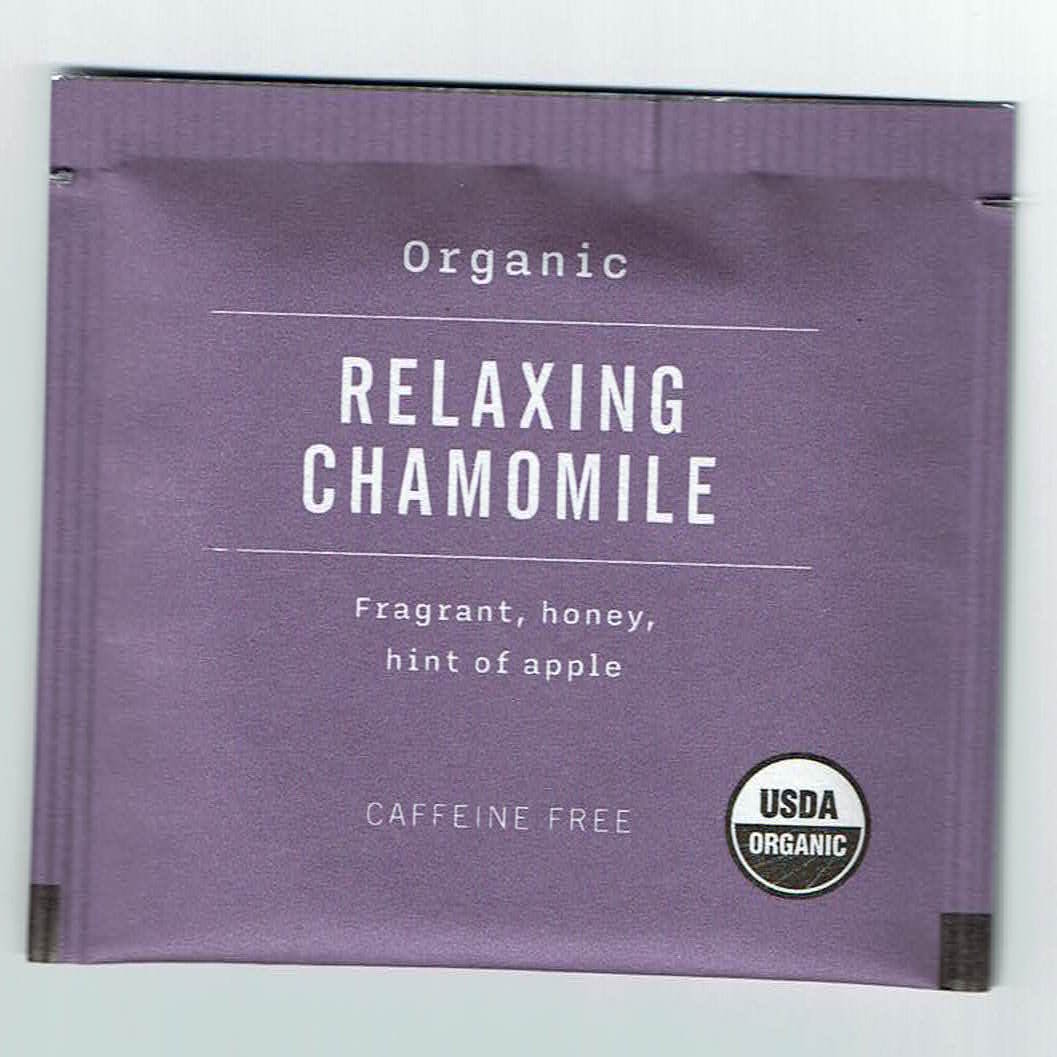 Organic
RELAXING
CHAMOMILE
Fragrant, honey,
hint of apple
CAFFEINE FREE
USDA
ORGANIC